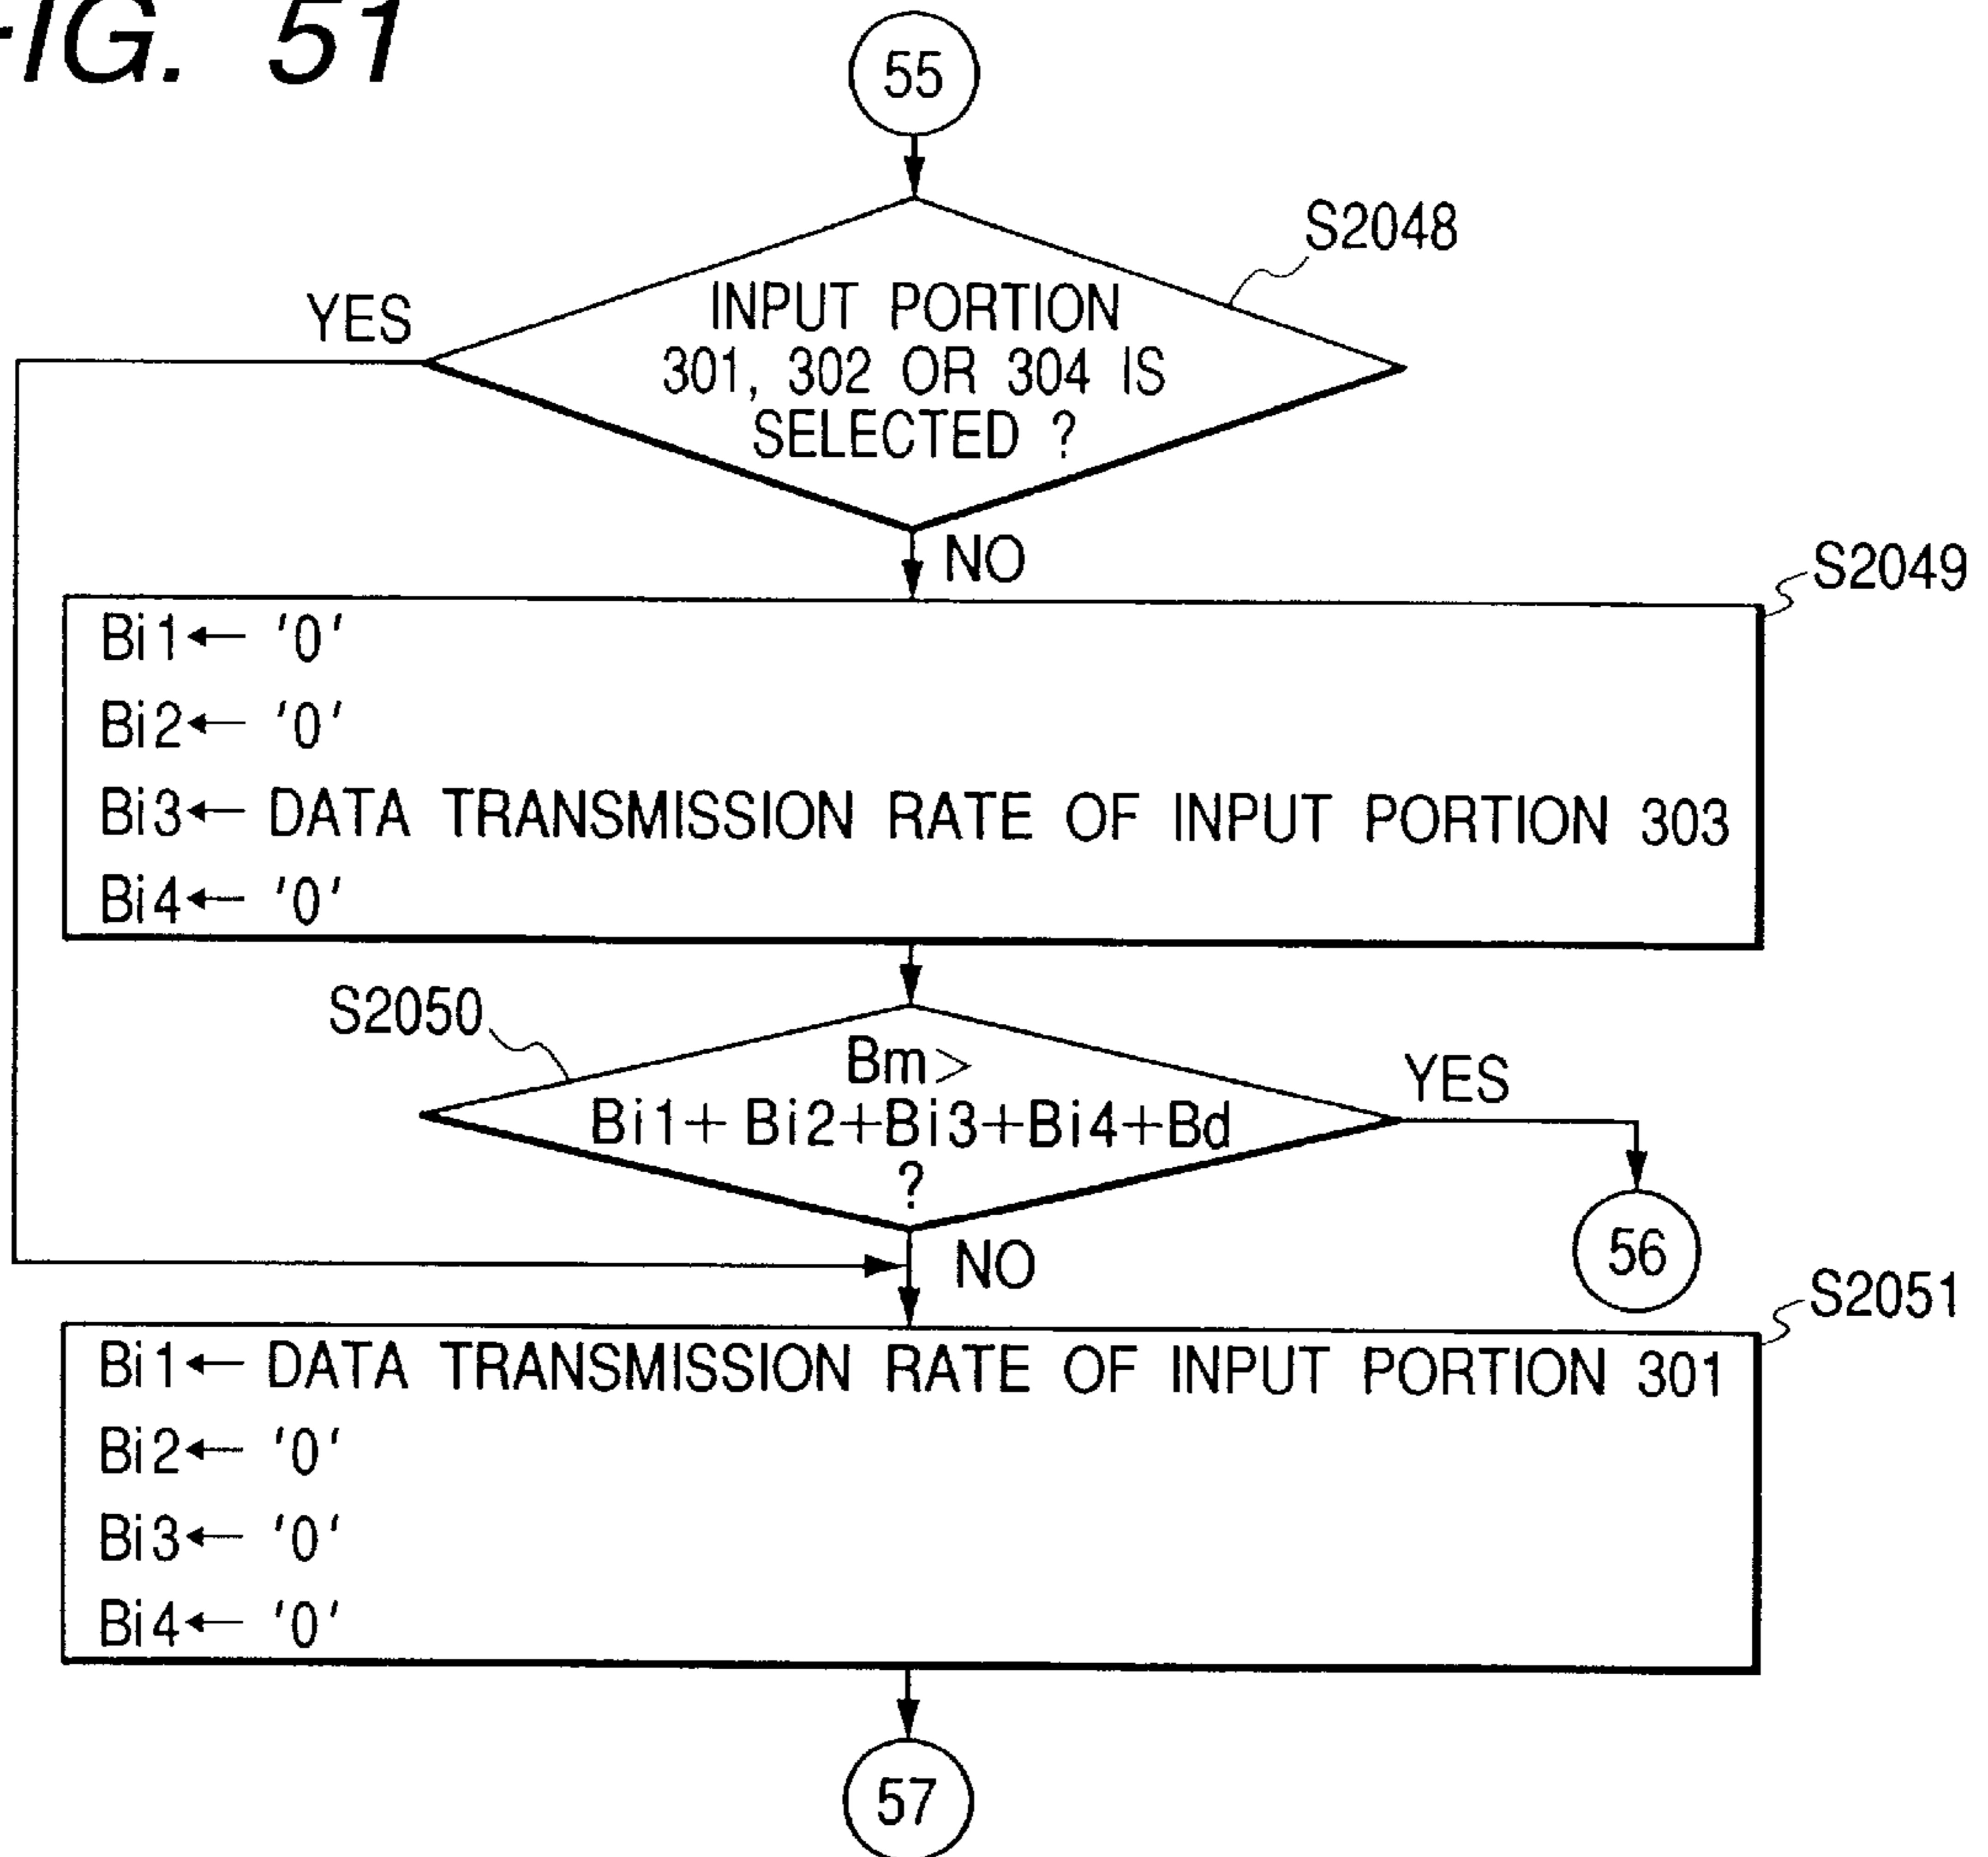 FIG. 51
55
S2048
YES
INPUT PORTION
301, 302 OR 304 IS
SELECTED ?
NO
S2049
Bi1← '0'
Bi2← '0'
Bi3← DATA TRANSMISSION RATE OF INPUT PORTION 303
Bi4← '0'
S2050
Bm>
Bi1+ Bi2+Bi3+Bi4+Bd
?
YES
56
NO
S2051
Bi1← DATA TRANSMISSION RATE OF INPUT PORTION 301
Bi2← '0'
Bi3← '0'
Bi4← '0'
57